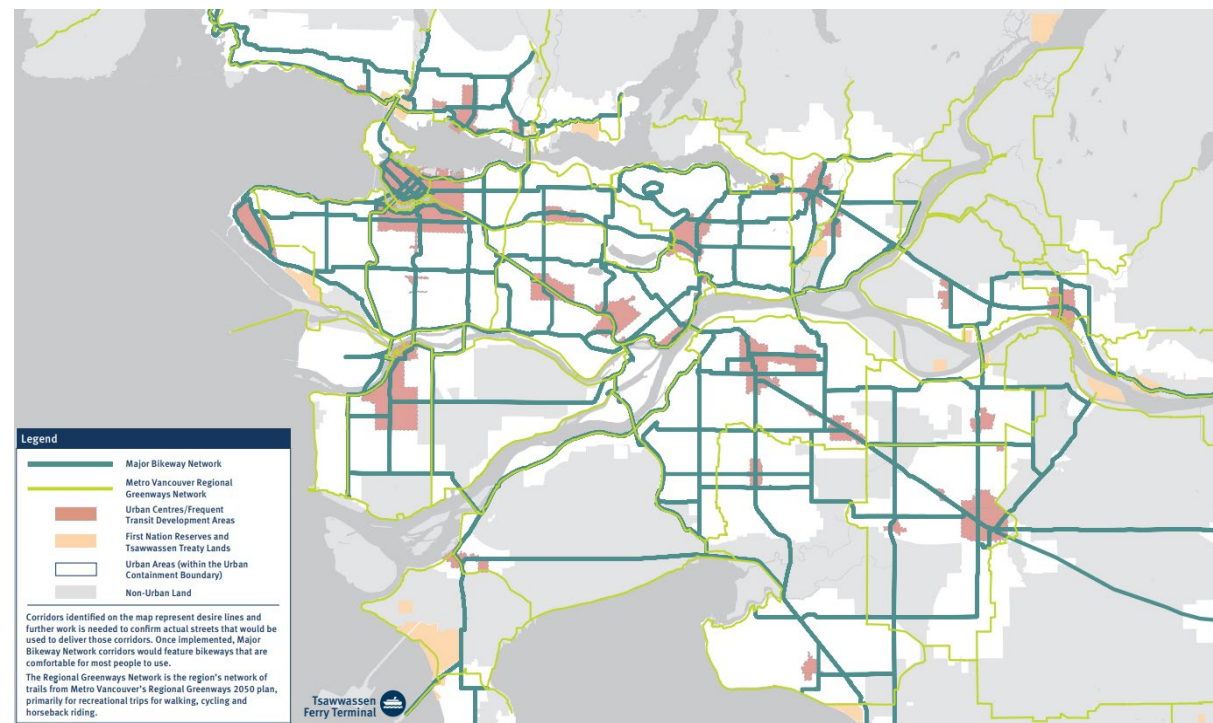 Legend
Major Bikeway Network
Metro Vancouver Regional
Greenways Network
Urban Centres/Frequent
Transit Development Areas
First Nation Reserves and
Tsawwassen Treaty Lands
Urban Areas (within the Urban
Containment Boundary)
Non-Urban Land
Corridors identified on the map represent desire lines and
further work is needed to confirm actual streets that would be
used to deliver those corridors. Once implemented, Major
Bikeway Network corridors would feature bikeways that are
comfortable for most people to use.
The Regional Greenways Network is the region's network of
trails from Metro Vancouver's Regional Greenways 2050 plan,
primarily for recreational trips for walking, cycling and
horseback riding.
Tsawwassen
Ferry Terminal